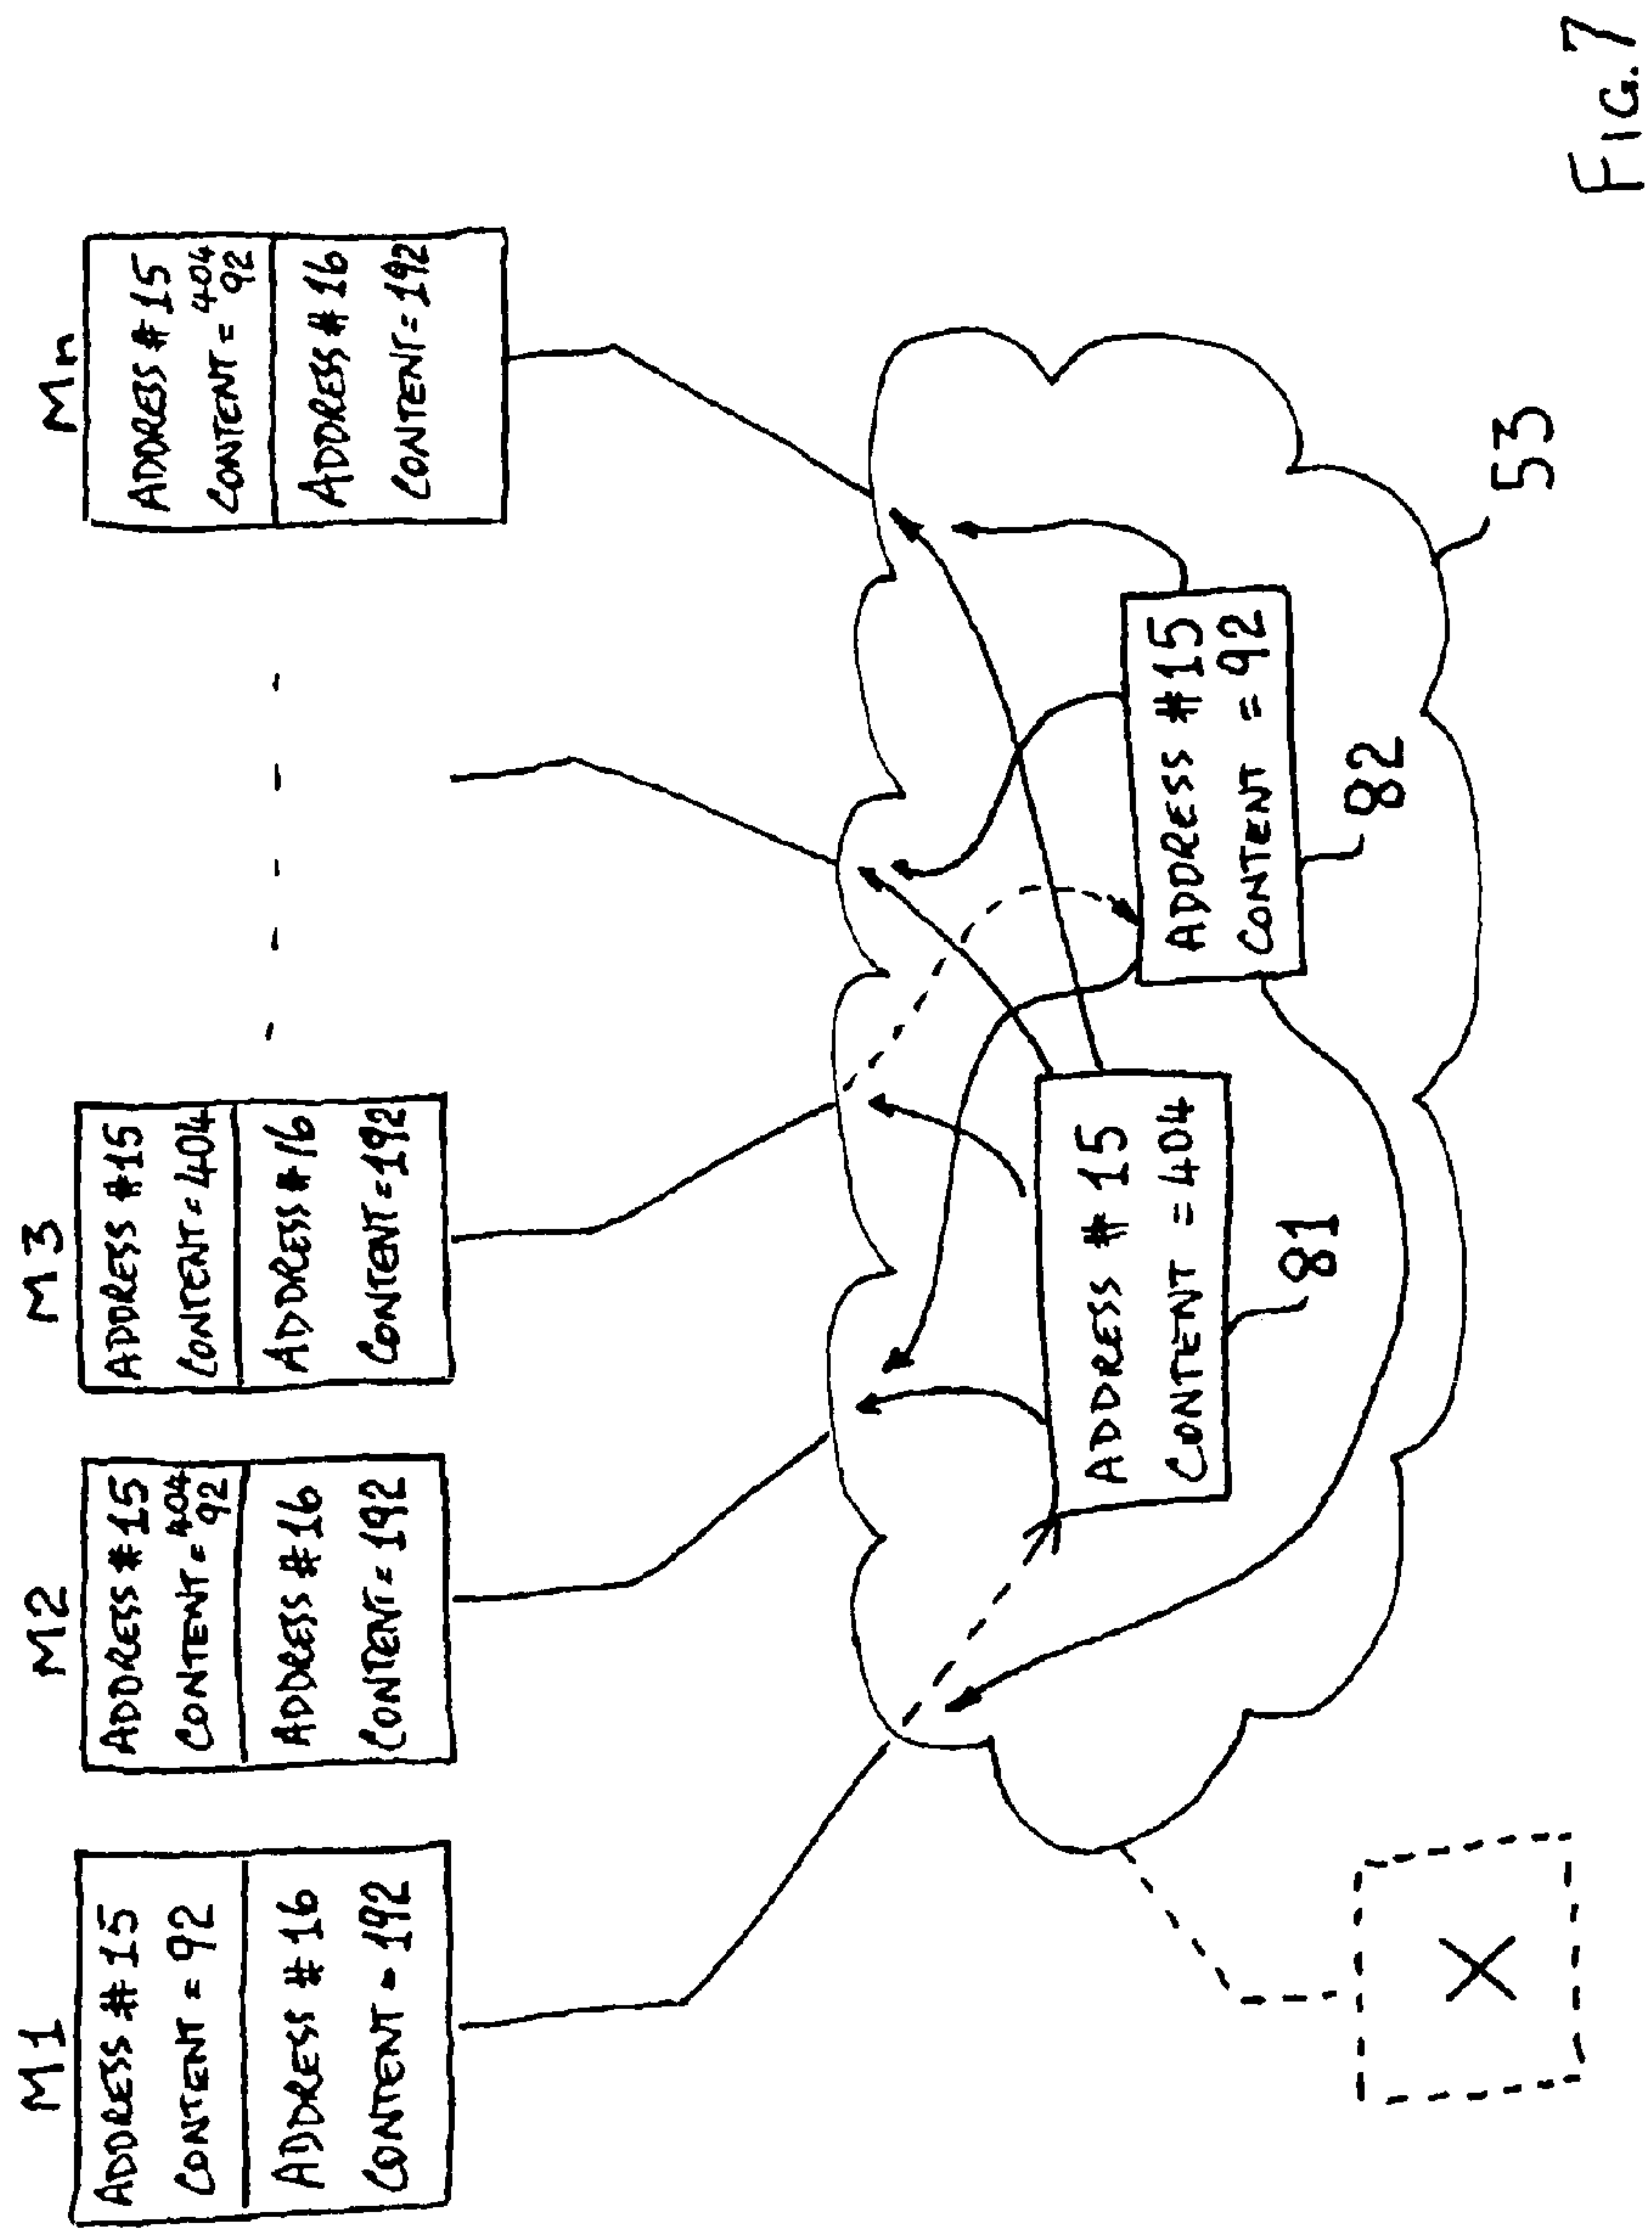 M1
ADDRESS #15
CONTENT = 92
ADDRESS #16
CONTENT = 192
M2
ADDRESS #15
CONTENT = 404
92
ADDRESS #16
CONTENT = 192
M3
ADDRESS #15
CONTENT = 404
ADDRESS #16
CONTENT = 192
Mn
ADDRESS #15
CONTENT = 404
92
ADDRESS #16
CONTENT = 192
ADDRESS #15
CONTENT = 404
81
ADDRESS #15
CONTENT = 92
82
53
X
FIG.7